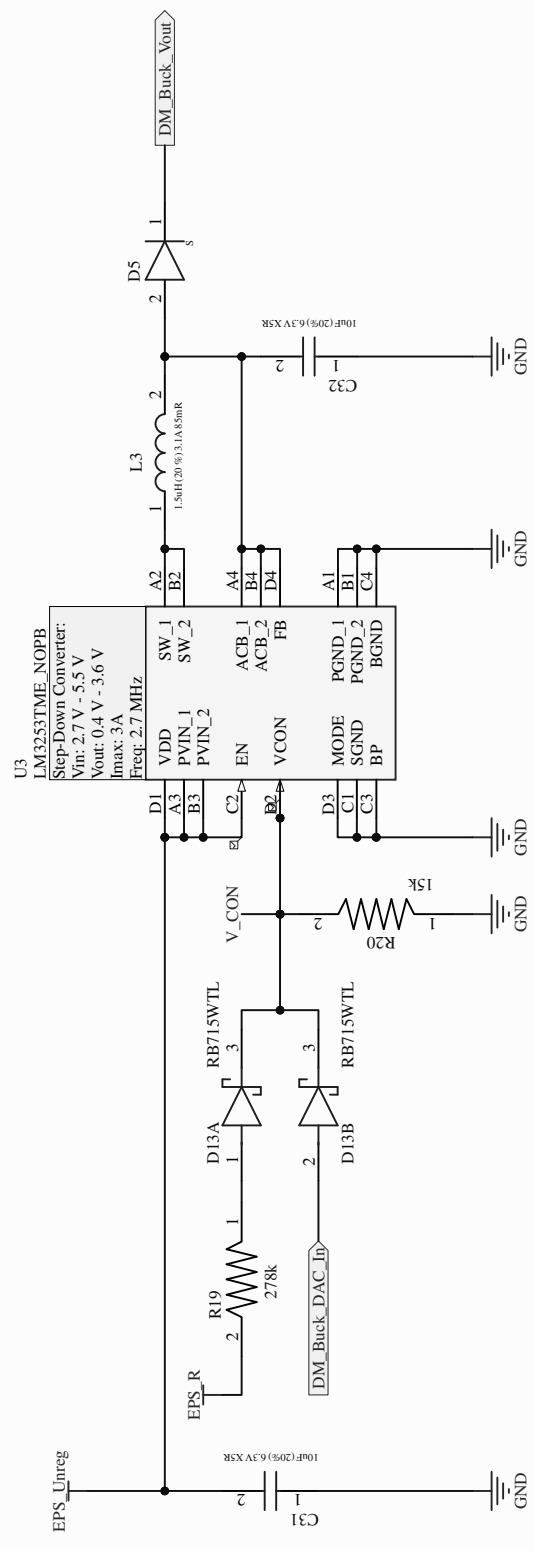 DM_Buck_Vout
1
D5
s
2
10uF(20%) 6.3V X5R
2
1
C32
GND
2
L3
1.5uH (20 %) 3.1A 85mR
1
GND
U3
LM3253TME_NOPB
Step-Down Converter:
Vin: 2.7 V - 5.5 V
Vout: 0.4 V - 3.6 V
Imax: 3A
Freq: 2.7 MHz
A2
B2
A4
B4
D4
A1
B1
C4
SW_1
SW_2
ACB_1
ACB_2
FB
PGND_1
PGND_2
BGND
VDD
PVIN_1
PVIN_2
EN
VCON
MODE
SGND
BP
D1
A3
B3
C2
D2
D3
C1
C3
GND
V_CON
15k
2
R20
1
GND
RB715WTL
3
D13A
1
RB715WTL
3
D13B
2
1
R19
278k
2
EPS_R
DM_Buck_DAC_In
EPS_Unreg
10uF(20%) 6.3V X5R
2
1
C31
GND